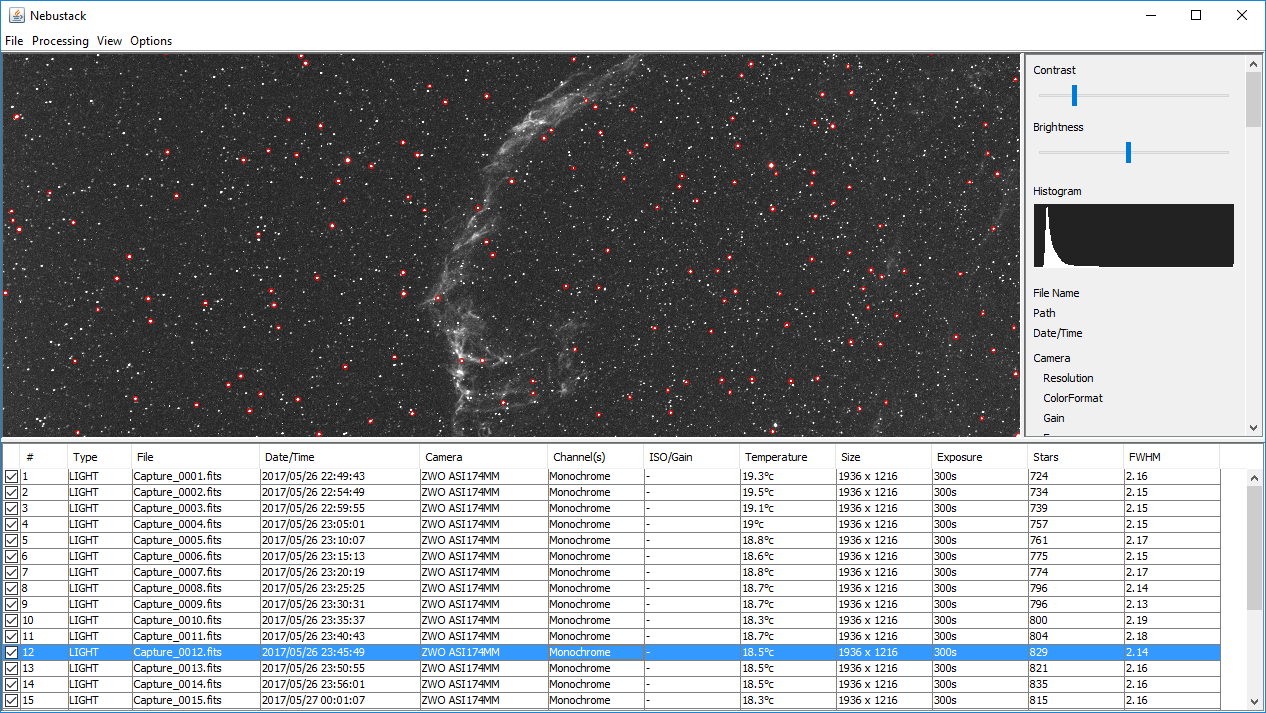 Nebustack
File Processing View Options
Contrast
Brightness
Histogram
File Name
Path
Date/Time
Camera
Resolution
ColorFormat
Gain
# Type File Date/Time Camera Channel(s) ISO/Gain Temperature Size Exposure Stars FWHM
1 LIGHT Capture_0001.fits 2017/05/26 22:49:43 ZWO ASI174MM Monochrome - 19.3°c 1936 x 1216 300s 724 2.16
2 LIGHT Capture_0002.fits 2017/05/26 22:54:49 ZWO ASI174MM Monochrome - 19.5°c 1936 x 1216 300s 734 2.15
3 LIGHT Capture_0003.fits 2017/05/26 22:59:55 ZWO ASI174MM Monochrome - 19.1°c 1936 x 1216 300s 739 2.15
4 LIGHT Capture_0004.fits 2017/05/26 23:05:01 ZWO ASI174MM Monochrome - 19°c 1936 x 1216 300s 757 2.15
5 LIGHT Capture_0005.fits 2017/05/26 23:10:07 ZWO ASI174MM Monochrome - 18.8°c 1936 x 1216 300s 761 2.17
6 LIGHT Capture_0006.fits 2017/05/26 23:15:13 ZWO ASI174MM Monochrome - 18.6°c 1936 x 1216 300s 775 2.15
7 LIGHT Capture_0007.fits 2017/05/26 23:20:19 ZWO ASI174MM Monochrome - 18.8°c 1936 x 1216 300s 774 2.17
8 LIGHT Capture_0008.fits 2017/05/26 23:25:25 ZWO ASI174MM Monochrome - 18.7°c 1936 x 1216 300s 796 2.14
9 LIGHT Capture_0009.fits 2017/05/26 23:30:31 ZWO ASI174MM Monochrome - 18.7°c 1936 x 1216 300s 796 2.13
10 LIGHT Capture_0010.fits 2017/05/26 23:35:37 ZWO ASI174MM Monochrome - 18.3°c 1936 x 1216 300s 800 2.19
11 LIGHT Capture_0011.fits 2017/05/26 23:40:43 ZWO ASI174MM Monochrome - 18.7°c 1936 x 1216 300s 804 2.18
12 LIGHT Capture_0012.fits 2017/05/26 23:45:49 ZWO ASI174MM Monochrome - 18.5°c 1936 x 1216 300s 829 2.14
13 LIGHT Capture_0013.fits 2017/05/26 23:50:55 ZWO ASI174MM Monochrome - 18.5°c 1936 x 1216 300s 821 2.16
14 LIGHT Capture_0014.fits 2017/05/26 23:56:01 ZWO ASI174MM Monochrome - 18.5°c 1936 x 1216 300s 835 2.16
15 LIGHT Capture_0015.fits 2017/05/27 00:01:07 ZWO ASI174MM Monochrome - 18.3°c 1936 x 1216 300s 815 2.16